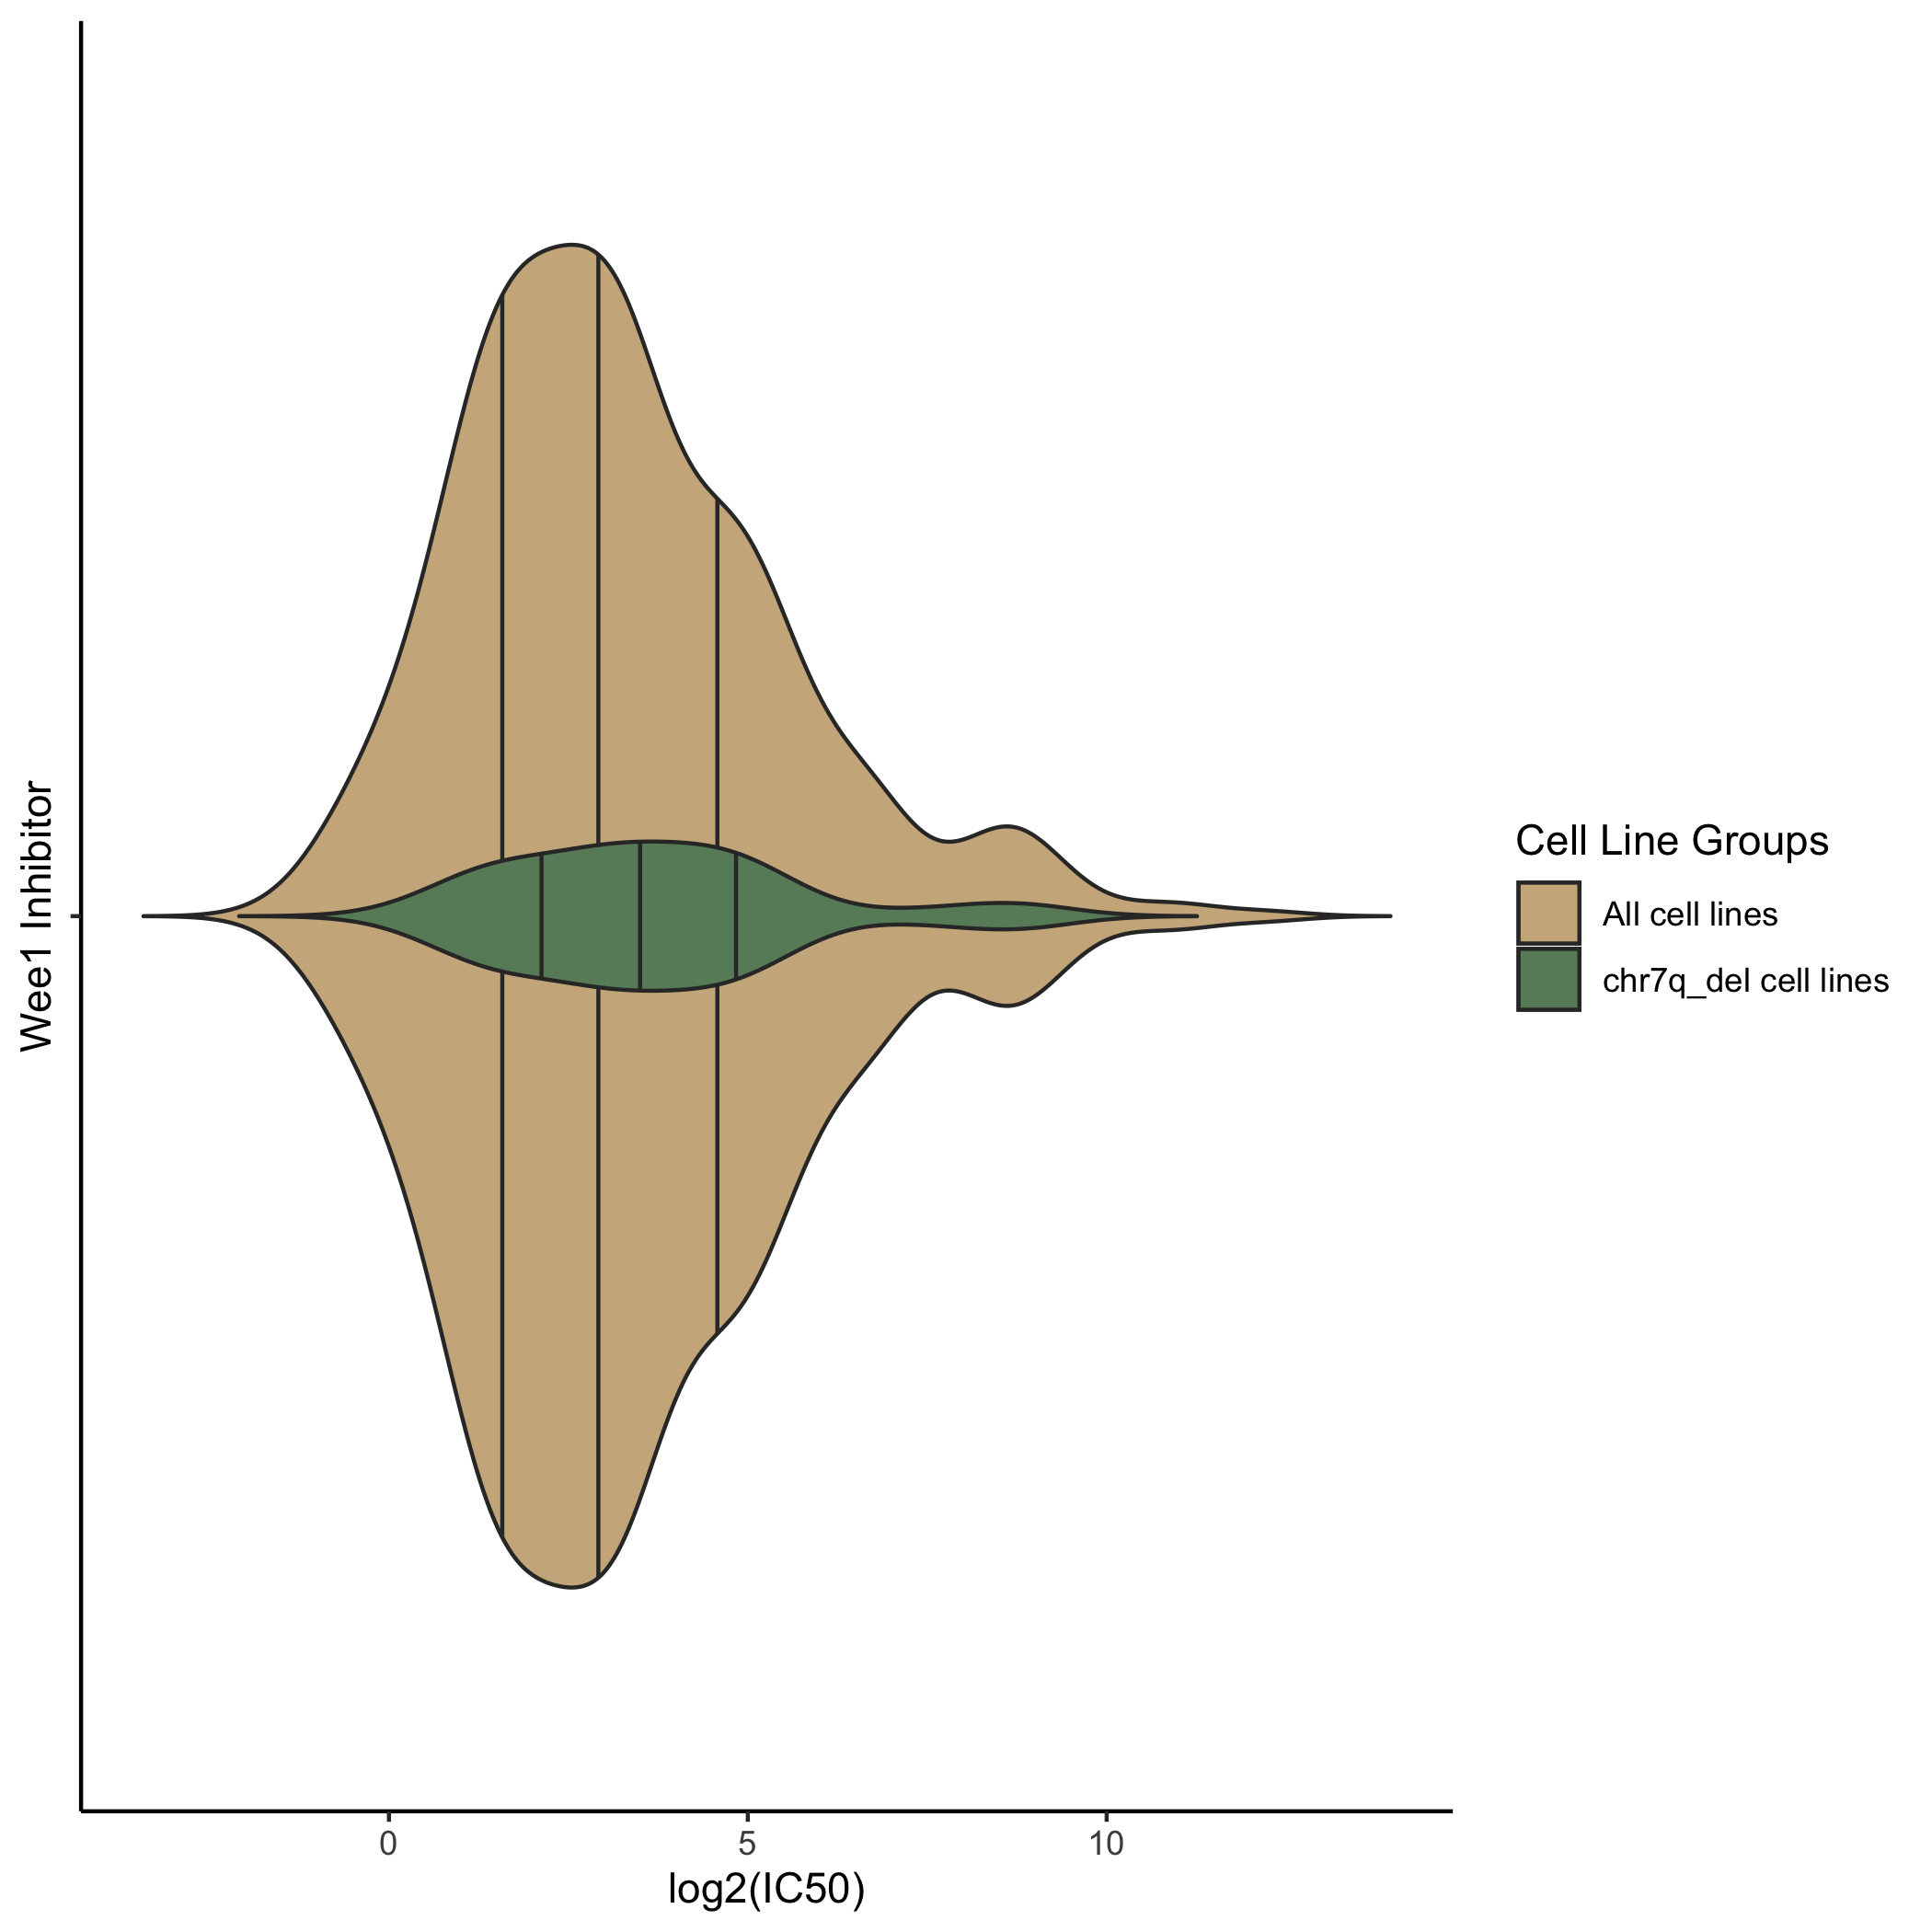 Wee1 Inhibitor
0
5
10
log2(IC50)
Cell Line Groups
All cell lines
chr7q_del cell lines